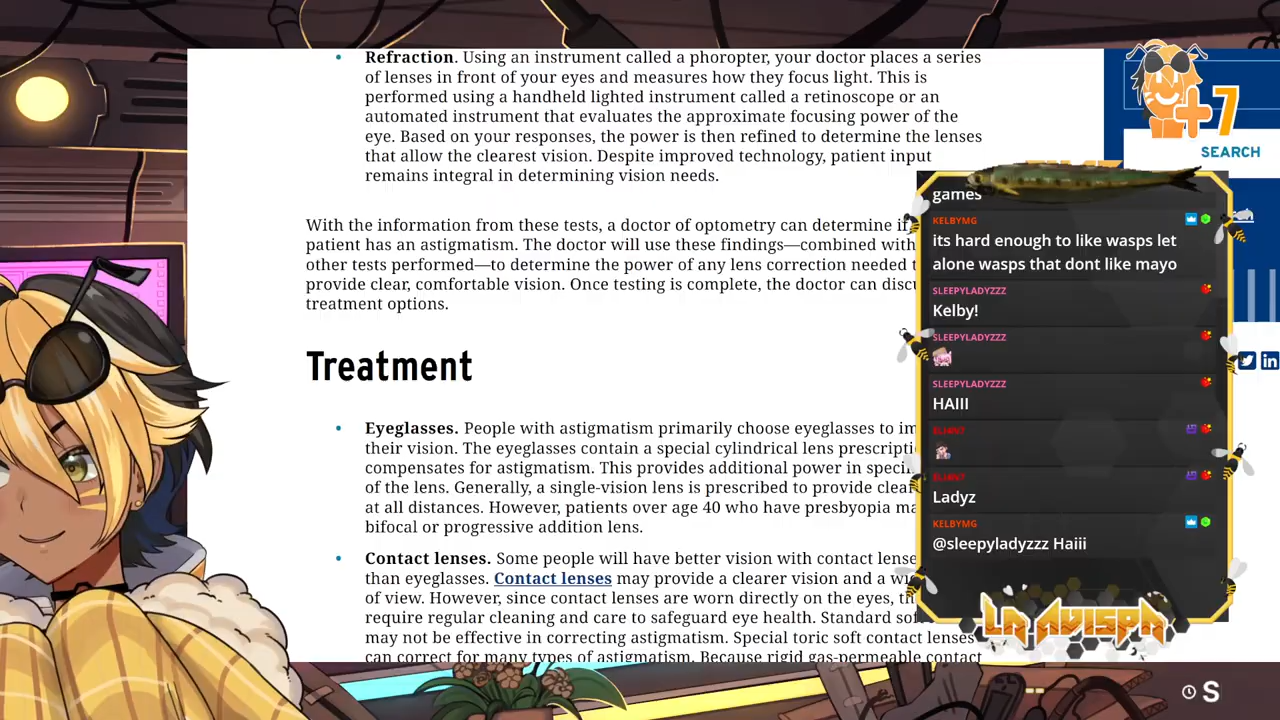 Refraction. Using an instrument called a phoropter, your doctor places a series
of lenses in front of your eyes and measures how they focus light. This is
performed using a handheld lighted instrument called a retinoscope or an
automated instrument that evaluates the approximate focusing power of the
eye. Based on your responses, the power is then refined to determine the lenses
that allow the clearest vision. Despite improved technology, patient input
remains integral in determining vision needs.
With the information from these tests, a doctor of optometry can determine if
patient has an astigmatism. The doctor will use these findings—combined with
other tests performed—to determine the power of any lens correction needed
provide clear, comfortable vision. Once testing is complete, the doctor can
treatment options.
Treatment
Eyeglasses. People with astigmatism primarily choose eyeglasses to
their vision. The eyeglasses contain a special cylindrical lens
compensates for astigmatism. This provides additional power in
of the lens. Generally, a single-vision lens is prescribed to provide
at all distances. However, patients over age 40 who have presbyopia
bifocal or progressive addition lens.
Contact lenses. Some people will have better vision with contact
than eyeglasses. Contact lenses may provide a clearer vision and a
of view. However, since contact lenses are worn directly on the eyes,
require regular cleaning and care to safeguard eye health. Standard
may not be effective in correcting astigmatism. Special toric soft contact lenses
can correct for many types of astigmatism. Because rigid gas-permeable contact
+7
SEARCH
games
KELBYMG
its hard enough to like wasps let
alone wasps that dont like mayo
SLEEPYLADYZZZ
Kelby!
SLEEPYLADYZZZ
SLEEPYLADYZZZ
HAIII
Ladyz
KELBYMG
@sleepyladyzzz Haiii
LA AVISPA
S